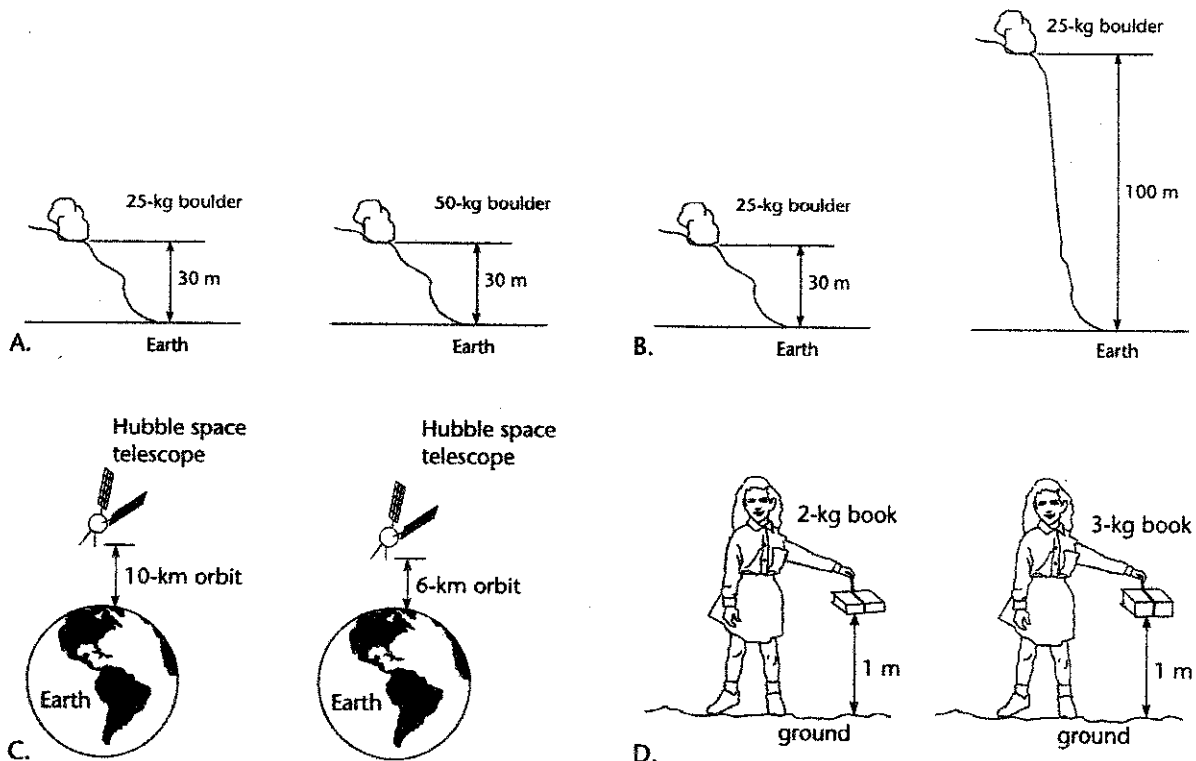 25-kg boulder
30 m
Earth
50-kg boulder
30 m
Earth
A.
25-kg boulder
30 m
Earth
25-kg boulder
100 m
Earth
B.
Hubble space
telescope
10-km orbit
Earth
Hubble space
telescope
6-km orbit
Earth
C.
2-kg book
1 m
ground
3-kg book
1 m
ground
D.